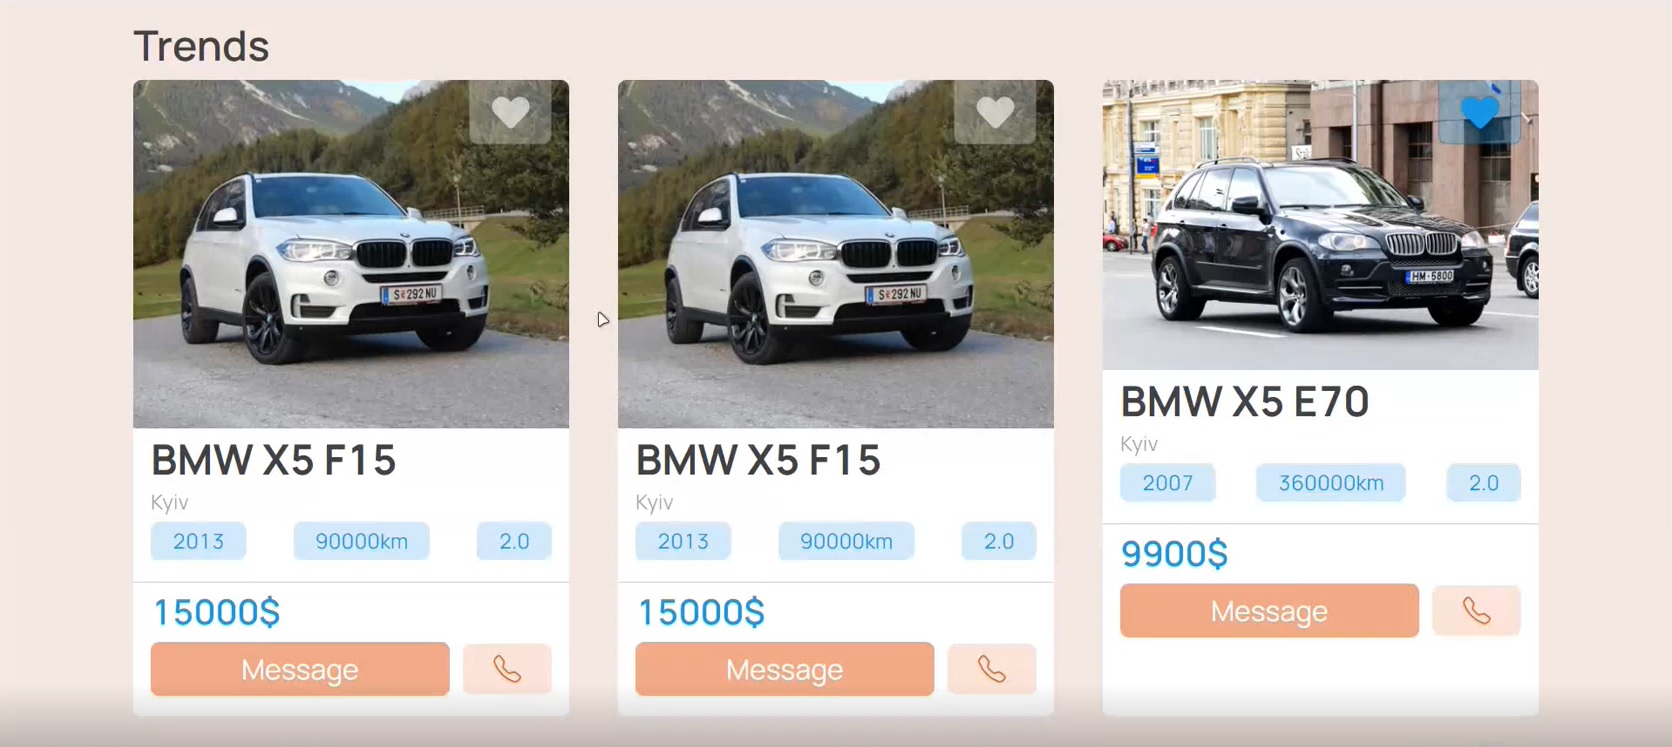 Trends
S 292 NU
BMW X5 F15
Kyiv
2013 90000km 2.0
15000$
Message
S 292 NU
BMW X5 F15
Kyiv
2013 90000km 2.0
15000$
Message
HM-5800
BMW X5 E70
Kyiv
2007 360000km 2.0
9900$
Message